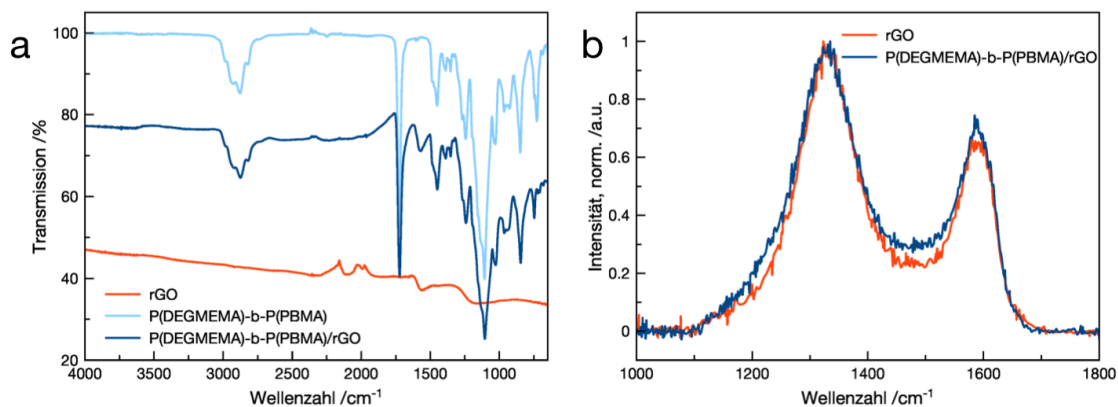 a
100
80
60
40
20
Transmission /%
rGO
P(DEGMEMA)-b-P(PBMA)
P(DEGMEMA)-b-P(PBMA)/rGO
4000 3500 3000 2500 2000 1500 1000
Wellenzahl /cm⁻¹
b
1
0.8
0.6
0.4
0.2
0
Intensität, norm. /a.u.
rGO
P(DEGMEMA)-b-P(PBMA)/rGO
1000 1200 1400 1600 1800
Wellenzahl /cm⁻¹